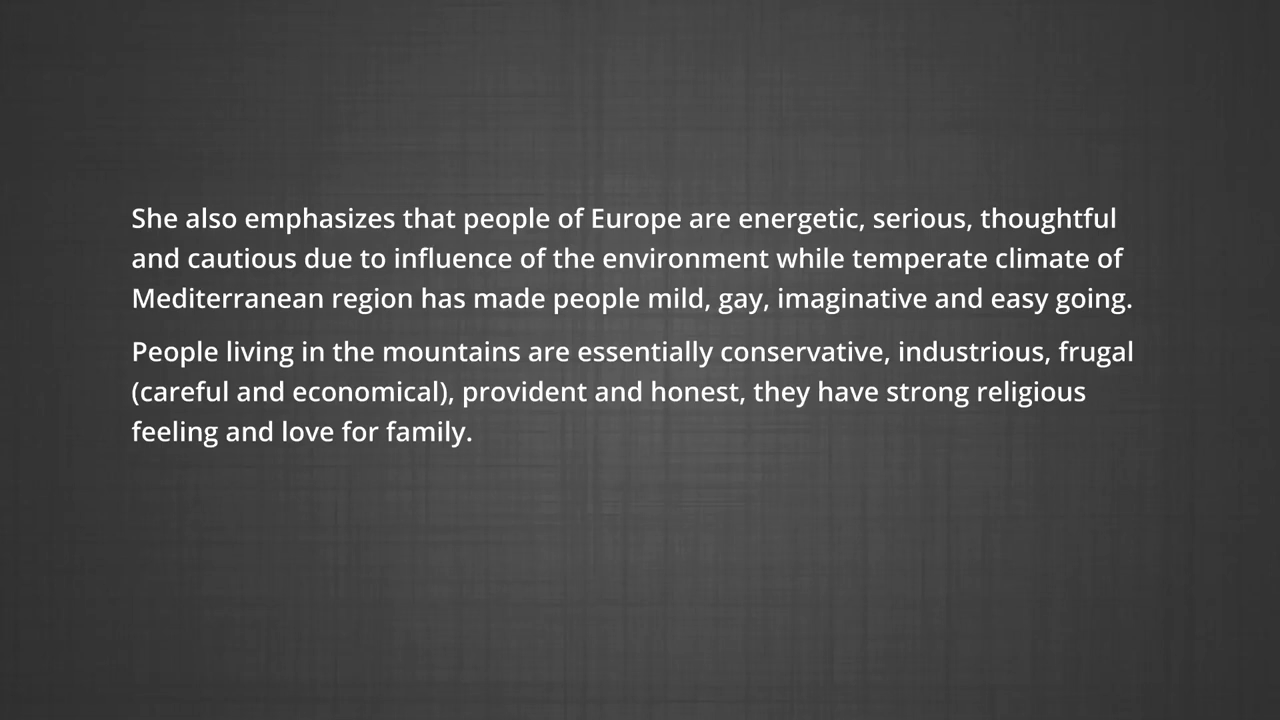 She also emphasizes that people of Europe are energetic, serious, thoughtful
and cautious due to influence of the environment while temperate climate of
Mediterranean region has made people mild, gay, imaginative and easy going.
People living in the mountains are essentially conservative, industrious, frugal
(careful and economical), provident and honest, they have strong religious
feeling and love for family.